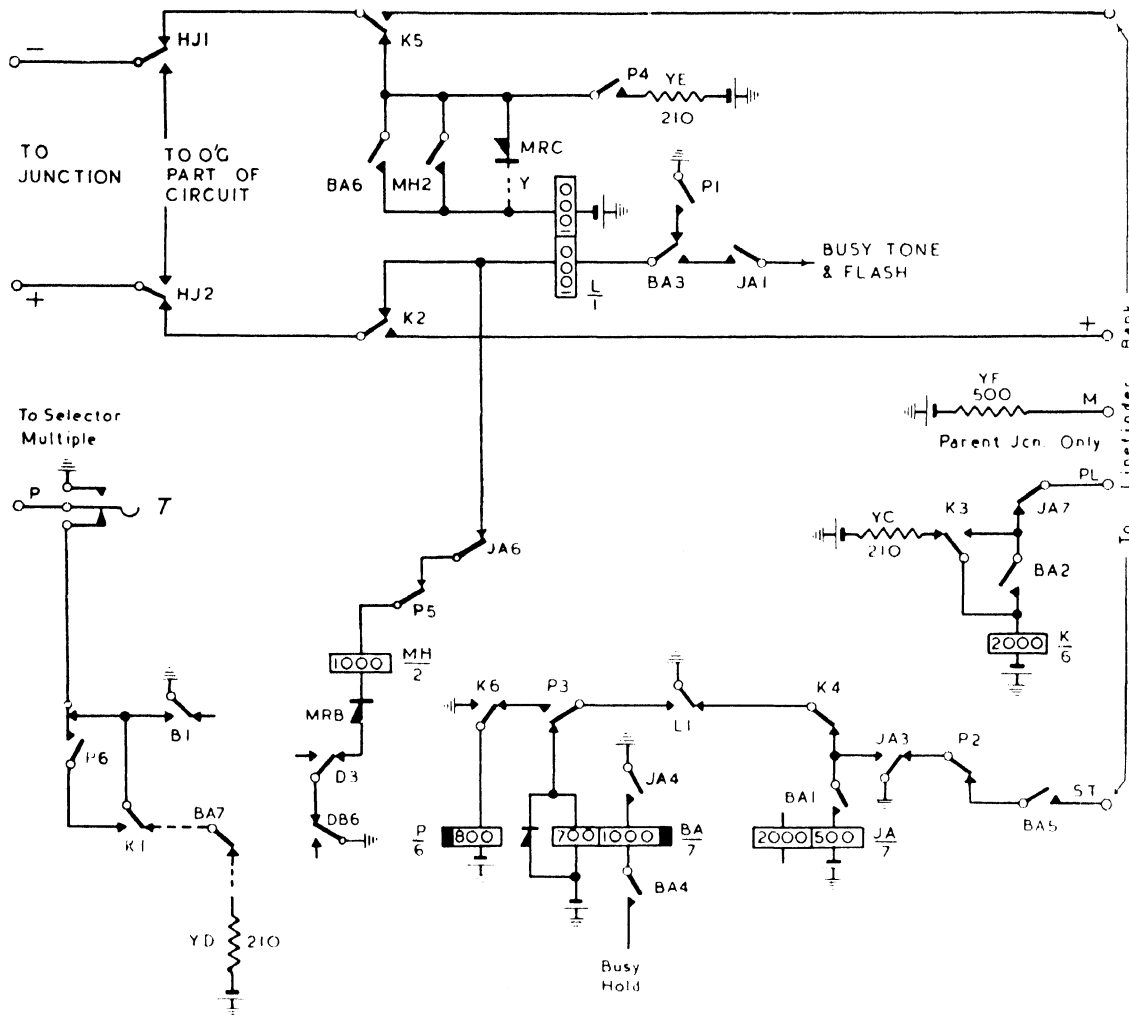 HJ1
K5
−
P4
YE
210
TO
JUNCTION
TO O'G
PART OF
CIRCUIT
MRC
BA6
MH2
Y
P1
BUSY TONE
& FLASH
L
1
BA3
JA1
HJ2
+
K2
+
Bank
YF
500
M
Parent Jcn. Only
To Selector
Multiple
P
T
PL
K3
JA7
YC
210
BA2
To Linefinder
JA6
P5
2000
K
6
1000
MH
2
K6
P3
K4
MRB
B1
L1
P6
JA3
P2
D3
JA4
BA7
BA1
ST
DB6
BA5
K1
P
6
800
700
1000
BA
7
2000
500
JA
7
BA4
YD
210
Busy
Hold